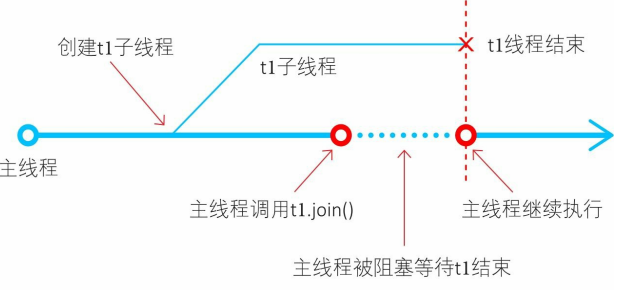 创建t1子线程
t1子线程
t1线程结束
主线程
主线程调用t1.join()
主线程继续执行
主线程被阻塞等待t1结束